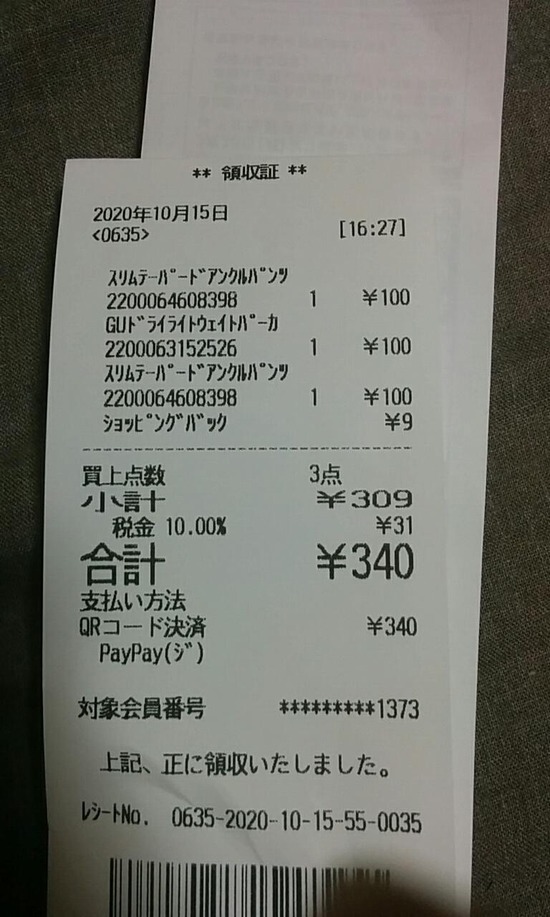 ** 領収証 **
2020年10月15日
<0635> [16:27]
ｽﾘﾑﾃｰﾊﾟｰﾄﾞｱﾝｸﾙﾊﾟﾝﾂ
2200064608398 1 ¥100
GUﾄﾞﾗｲﾗｲﾄｳｪｲﾄﾊﾟｰｶ
2200063152526 1 ¥100
ｽﾘﾑﾃｰﾊﾟｰﾄﾞｱﾝｸﾙﾊﾟﾝﾂ
2200064608398 1 ¥100
ｼｮｯﾋﾟﾝｸﾞﾊﾞｯｸ ¥9
買上点数 3点
小計 ¥309
税金 10.00% ¥31
合計 ¥340
支払い方法
QRコード決済 ¥340
PayPay(ｼﾞ)
対象会員番号 *********1373
上記、正に領収いたしました。
ﾚｼｰﾄNo. 0635-2020-10-15-55-0035